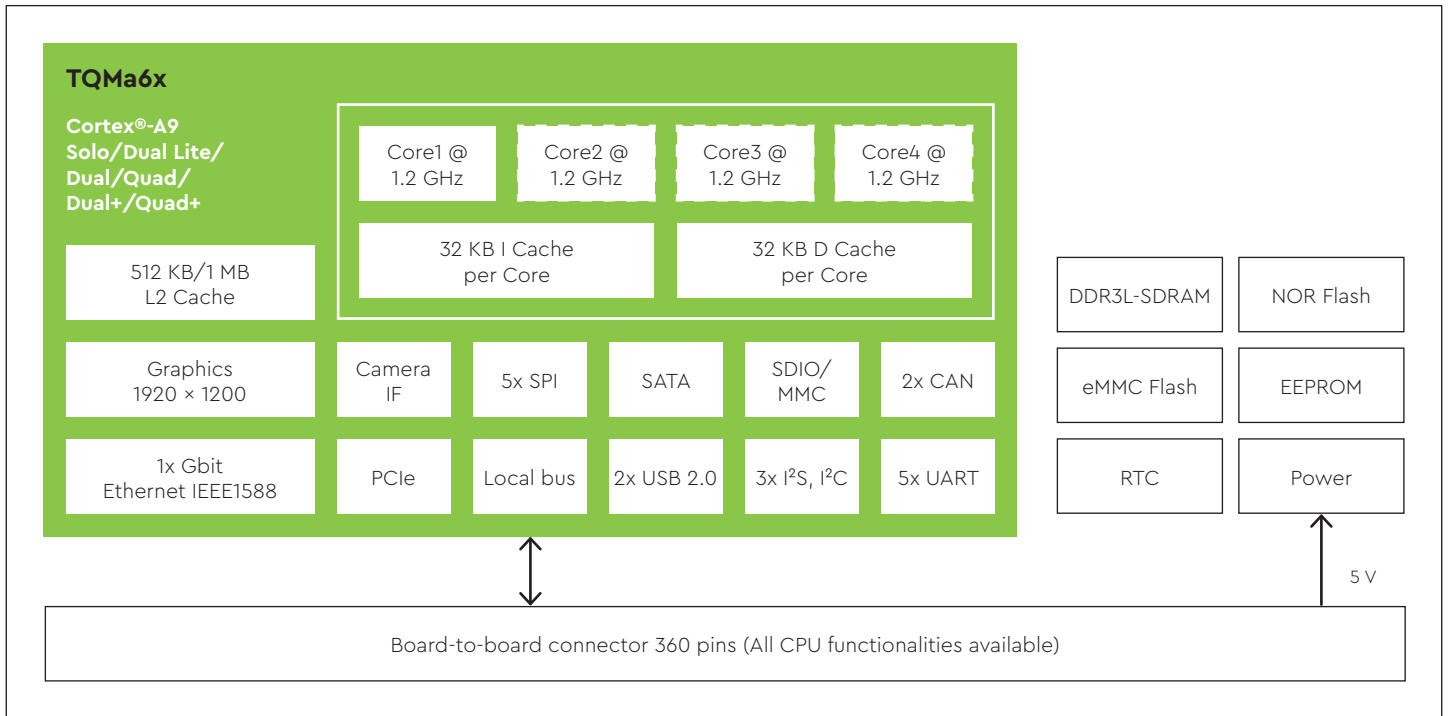 TQMa6x
Cortex®-A9
Solo/Dual Lite/
Dual/Quad/
Dual+/Quad+
Core1 @
1.2 GHz
Core2 @
1.2 GHz
Core3 @
1.2 GHz
Core4 @
1.2 GHz
32 KB I Cache
per Core
32 KB D Cache
per Core
512 KB/1 MB
L2 Cache
Graphics
1920 × 1200
Camera
IF
5x SPI
SATA
SDIO/
MMC
2x CAN
1x Gbit
Ethernet IEEE1588
PCIe
Local bus
2x USB 2.0
3x I²S, I²C
5x UART
DDR3L-SDRAM
NOR Flash
eMMC Flash
EEPROM
RTC
Power
5 V
Board-to-board connector 360 pins (All CPU functionalities available)